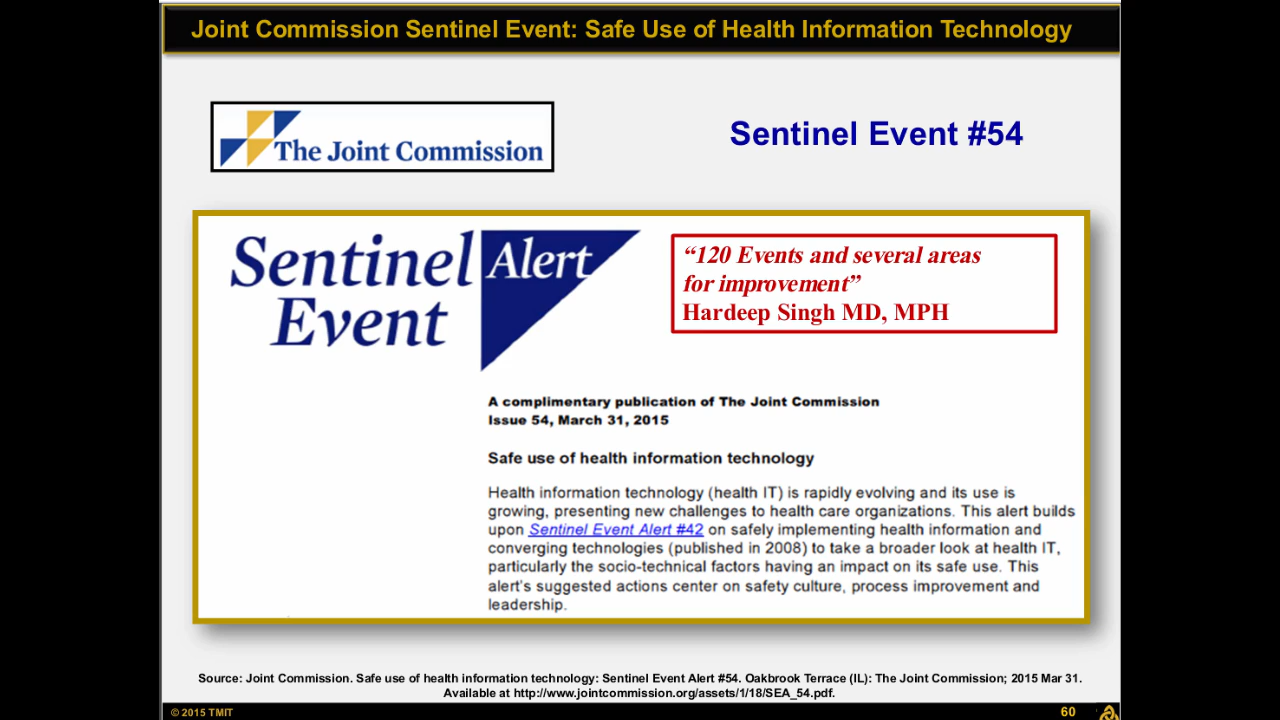 Joint Commission Sentinel Event: Safe Use of Health Information Technology
The Joint Commission
Sentinel Event #54
Sentinel Alert
Event
“120 Events and several areas
for improvement”
Hardeep Singh MD, MPH
A complimentary publication of The Joint Commission
Issue 54, March 31, 2015
Safe use of health information technology
Health information technology (health IT) is rapidly evolving and its use is
growing, presenting new challenges to health care organizations. This alert builds
upon Sentinel Event Alert #42 on safely implementing health information and
converging technologies (published in 2008) to take a broader look at health IT,
particularly the socio-technical factors having an impact on its safe use. This
alert’s suggested actions center on safety culture, process improvement and
leadership.
Source: Joint Commission. Safe use of health information technology: Sentinel Event Alert #54. Oakbrook Terrace (IL): The Joint Commission; 2015 Mar 31.
Available at http://www.jointcommission.org/assets/1/18/SEA_54.pdf.
© 2015 TMIT
60